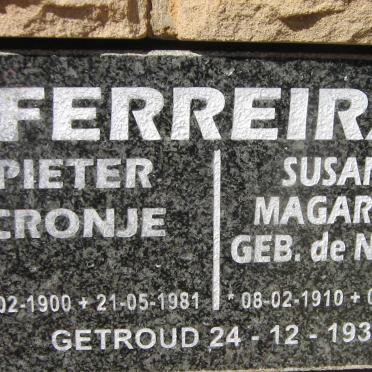 FERREIRA
PIETER
CRONJE
02-1900 + 21-05-1981
SUSAN
MAGAR
GEB. de N
* 08-02-1910 + 0
GETROUD 24 - 12 - 193